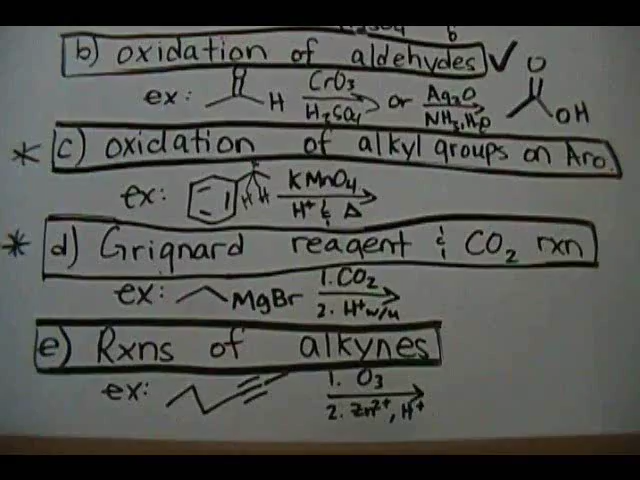 b) oxidation of aldehydes ✓
ex: H CrO3 H2SO4 or Ag2O NH3, H2O O OH
* c) oxidation of alkyl groups on Aro.
ex: H H KMnO4 H+ & Δ
* d) Grignard reagent & CO2 rxn
ex: MgBr 1. CO2 2. H+ w/u
e) Rxns of alkynes
ex: 1. O3 2. Zn2+, H+